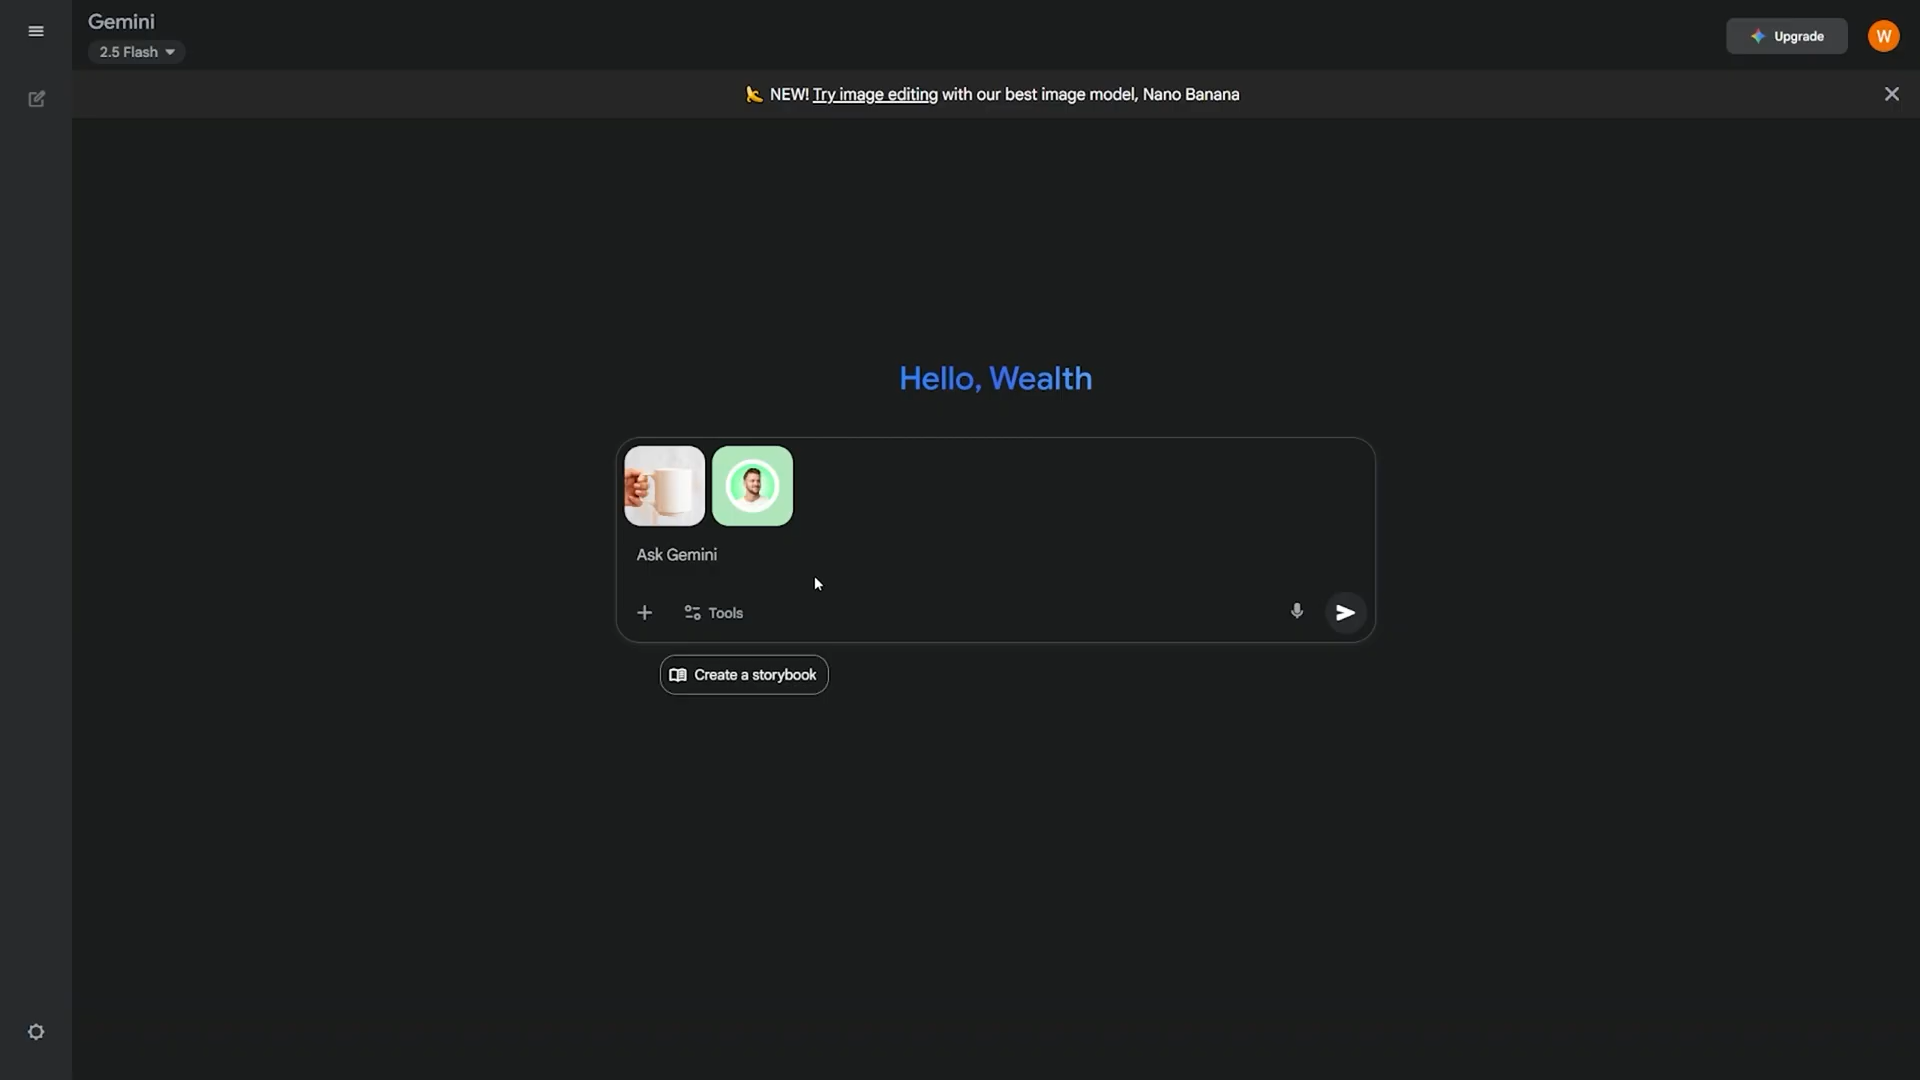 Gemini
2.5 Flash
Upgrade
W
NEW! Try image editing with our best image model, Nano Banana
Hello, Wealth
Ask Gemini
Tools
Create a storybook